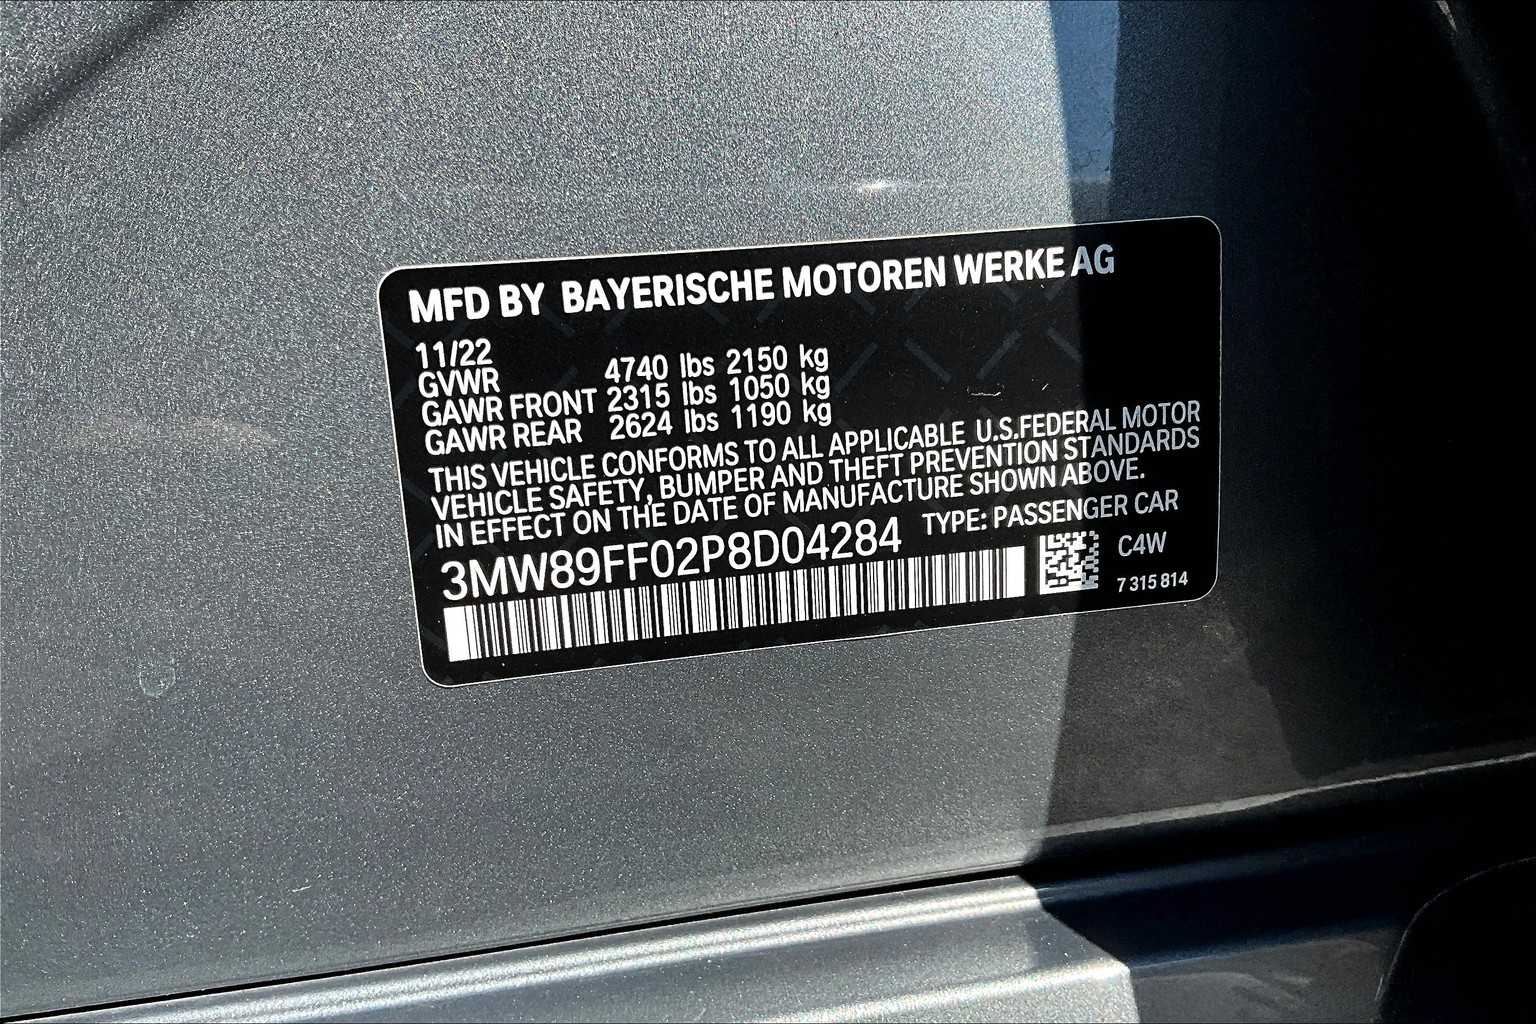 MFD BY BAYERISCHE MOTOREN WERKE AG
11/22
GVWR 4740 lbs 2150 kg
GAWR FRONT 2315 lbs 1050 kg
GAWR REAR 2624 lbs 1190 kg
THIS VEHICLE CONFORMS TO ALL APPLICABLE U.S.FEDERAL MOTOR
VEHICLE SAFETY, BUMPER AND THEFT PREVENTION STANDARDS
IN EFFECT ON THE DATE OF MANUFACTURE SHOWN ABOVE.
3MW89FF02P8D04284 TYPE: PASSENGER CAR
C4W
7 315 814